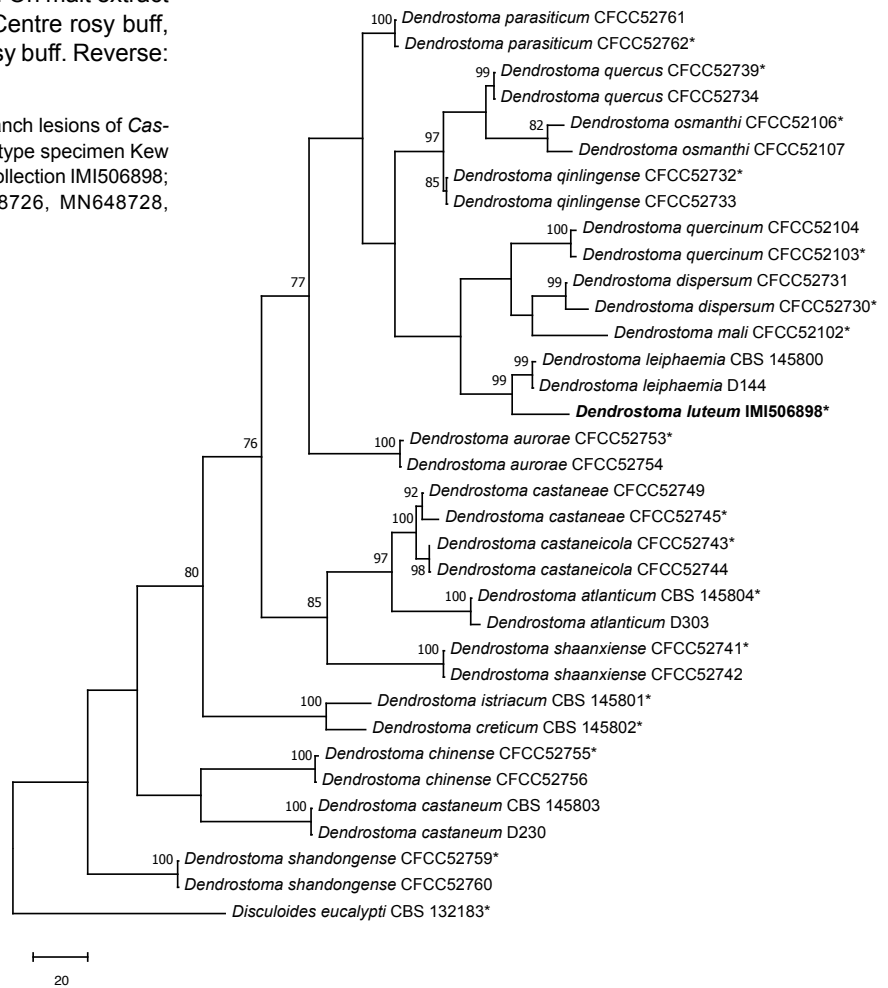 On malt extract
Centre rosy buff,
sy buff. Reverse:
anch lesions of Cas-
type specimen Kew
ollection IMI506898;
8726, MN648728,
100
Dendrostoma parasiticum CFCC52761
Dendrostoma parasiticum CFCC52762*
99
Dendrostoma quercus CFCC52739*
Dendrostoma quercus CFCC52734
97
82
Dendrostoma osmanthi CFCC52106*
Dendrostoma osmanthi CFCC52107
85
Dendrostoma qinlingense CFCC52732*
Dendrostoma qinlingense CFCC52733
100
Dendrostoma quercinum CFCC52104
Dendrostoma quercinum CFCC52103*
77
99
Dendrostoma dispersum CFCC52731
Dendrostoma dispersum CFCC52730*
Dendrostoma mali CFCC52102*
99
Dendrostoma leiphaemia CBS 145800
99
Dendrostoma leiphaemia D144
Dendrostoma luteum IMI506898*
76
100
Dendrostoma aurorae CFCC52753*
Dendrostoma aurorae CFCC52754
92
Dendrostoma castaneae CFCC52749
100
Dendrostoma castaneae CFCC52745*
Dendrostoma castaneicola CFCC52743*
97
98
Dendrostoma castaneicola CFCC52744
80
100
Dendrostoma atlanticum CBS 145804*
85
Dendrostoma atlanticum D303
100
Dendrostoma shaanxiense CFCC52741*
Dendrostoma shaanxiense CFCC52742
100
Dendrostoma istriacum CBS 145801*
Dendrostoma creticum CBS 145802*
100
Dendrostoma chinense CFCC52755*
Dendrostoma chinense CFCC52756
100
Dendrostoma castaneum CBS 145803
Dendrostoma castaneum D230
100
Dendrostoma shandongense CFCC52759*
Dendrostoma shandongense CFCC52760
Disculoides eucalypti CBS 132183*
20